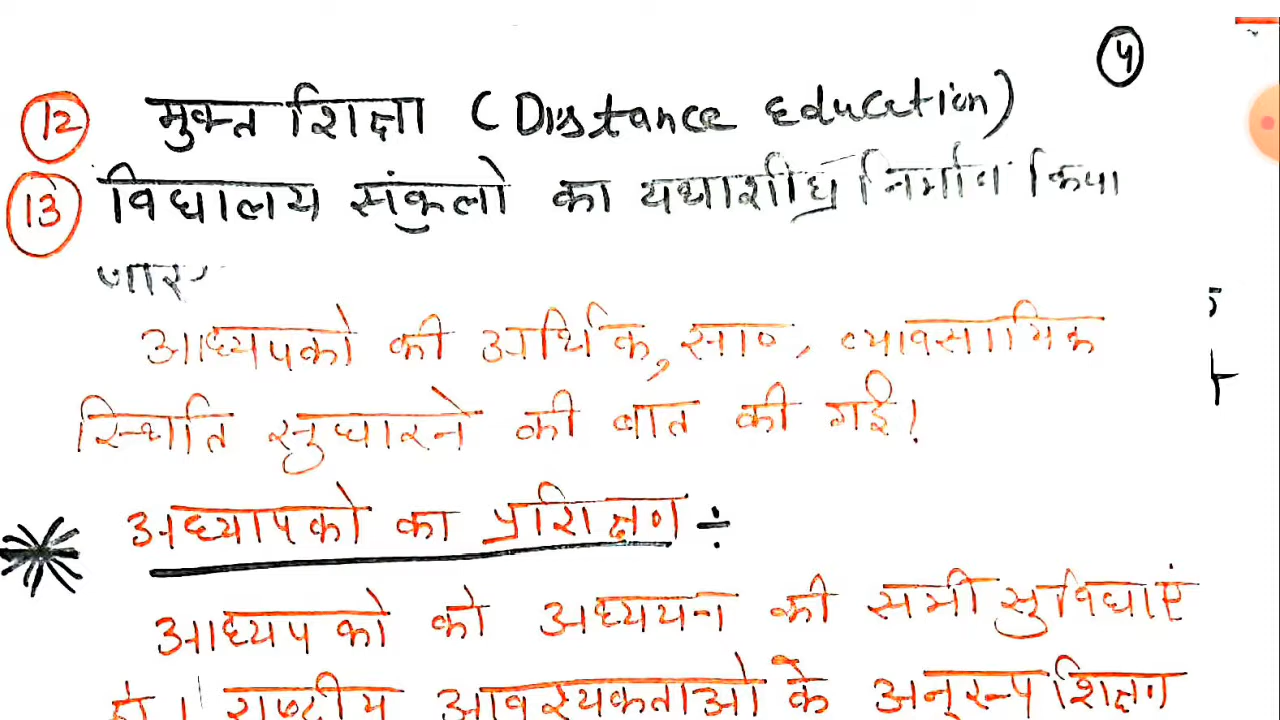 ५
12 मुक्त शिक्षा (Distance Education)
13 विधालय संकुलो का यथाशीघ्र निर्माण किया
जाए
आध्यपको की आर्थिक, सा०, व्यावसायिक
स्थिति सुधारने की बात की गई।
अध्यापको का प्रशिक्षण ÷
आध्यपको को अध्ययन की सभी सुविधाएं
हो। राष्ट्रीय आवश्यकताओ के अनुरूप शिक्षण